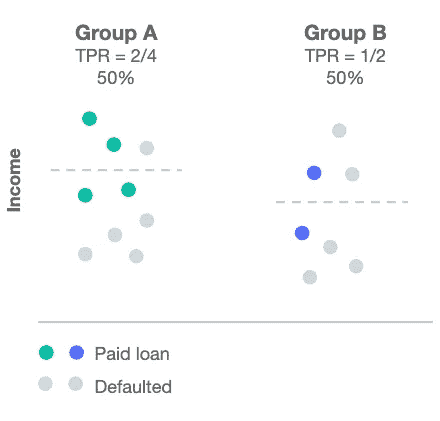 Group A
TPR = 2/4
50%
Group B
TPR = 1/2
50%
Income
Paid loan
Defaulted